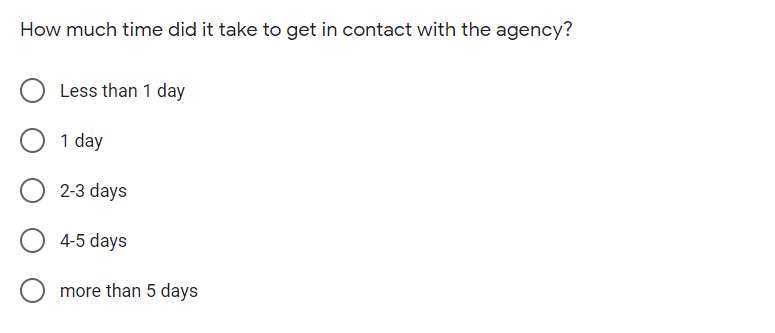 How much time did it take to get in contact with the agency?
Less than 1 day
1 day
2-3 days
4-5 days
more than 5 days